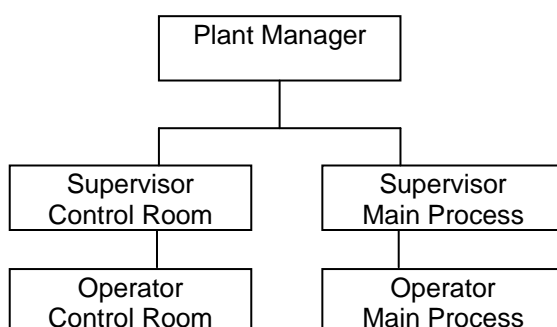 Plant Manager
Supervisor
Control Room
Supervisor
Main Process
Operator
Control Room
Operator
Main Process